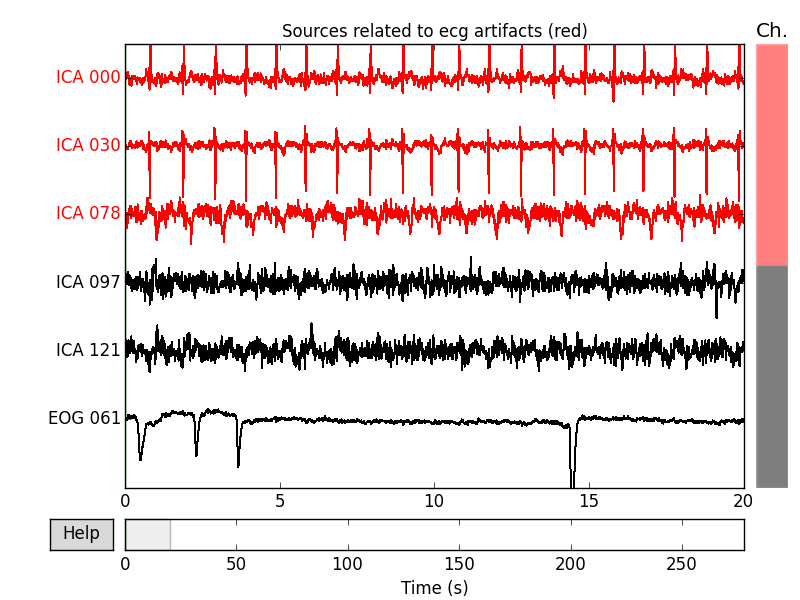 Sources related to ecg artifacts (red)
Ch.
ICA 000
ICA 030
ICA 078
ICA 097
ICA 121
EOG 061
0 5 10 15 20
Help
0 50 100 150 200 250
Time (s)